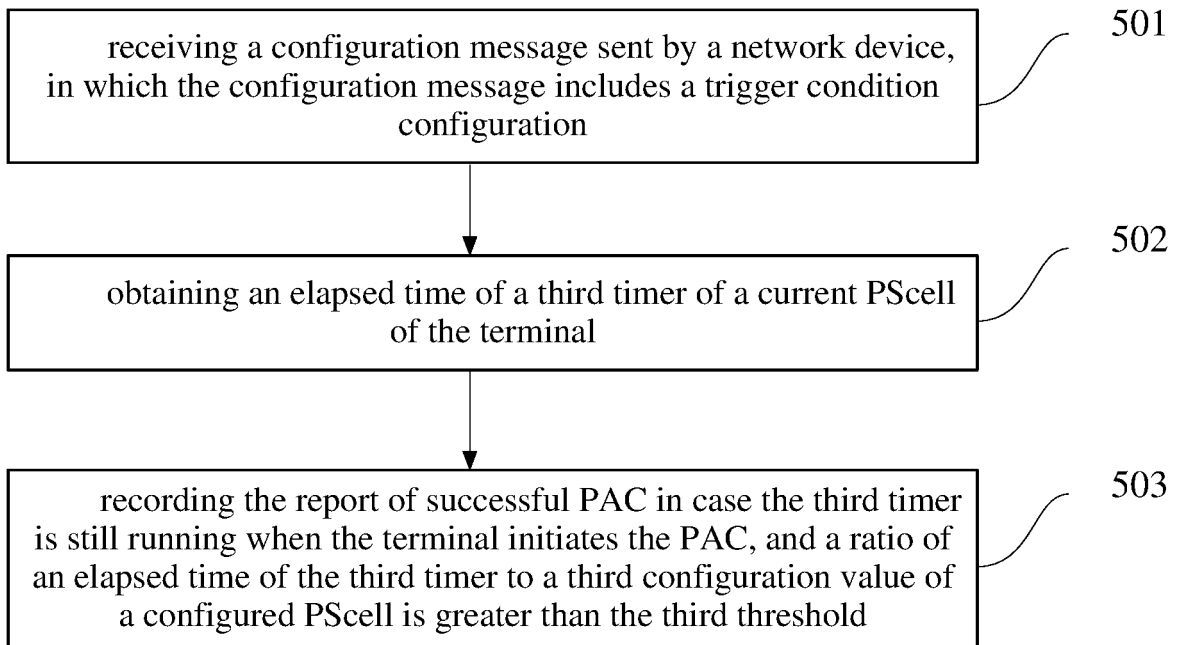 receiving a configuration message sent by a network device,
in which the configuration message includes a trigger condition
configuration
501
obtaining an elapsed time of a third timer of a current PScell
of the terminal
502
recording the report of successful PAC in case the third timer
is still running when the terminal initiates the PAC, and a ratio of
an elapsed time of the third timer to a third configuration value of
a configured PScell is greater than the third threshold
503